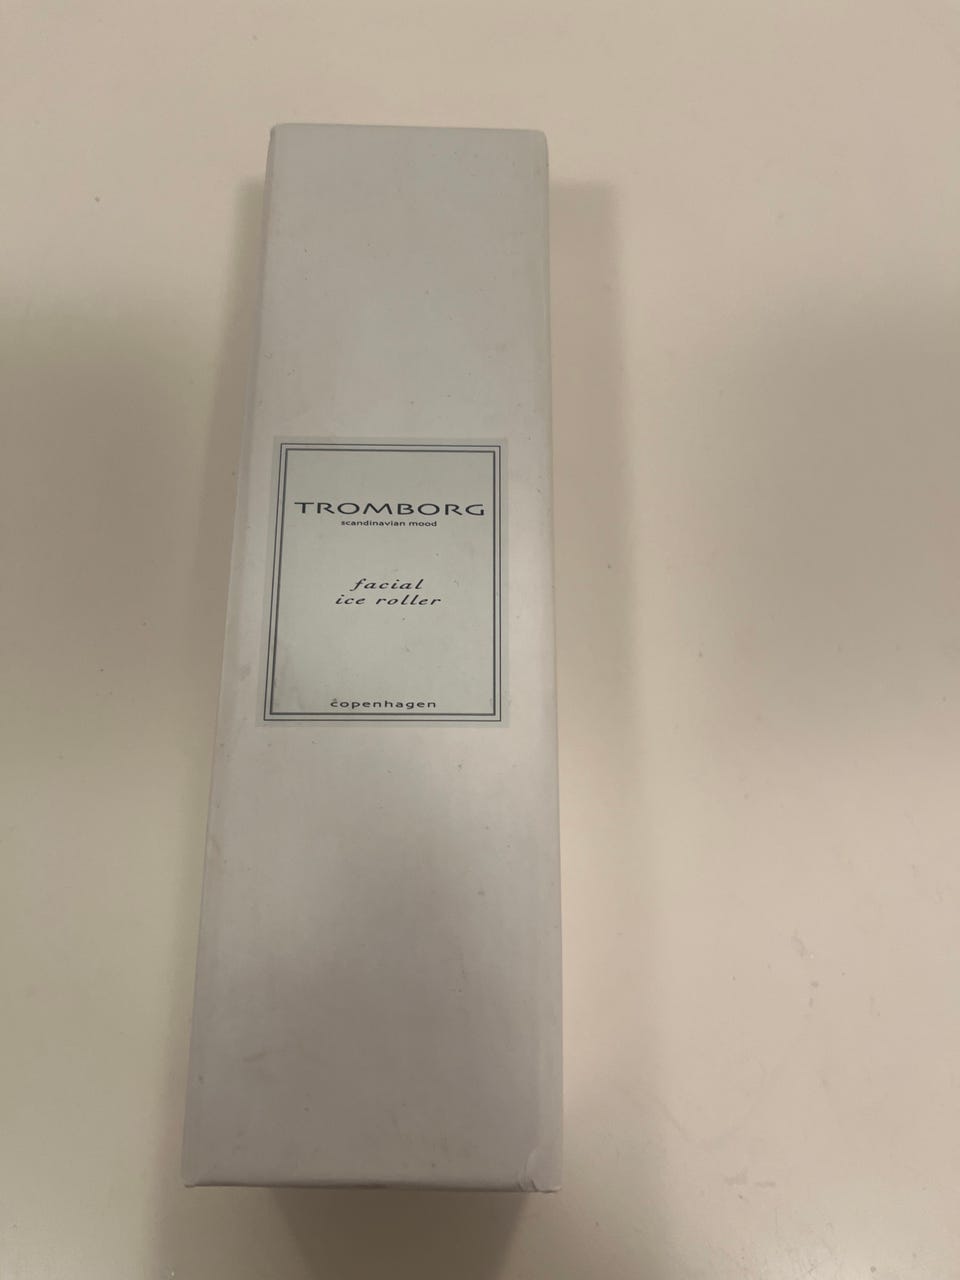 TROMBORG
scandinavian mood
facial
ice roller
copenhagen